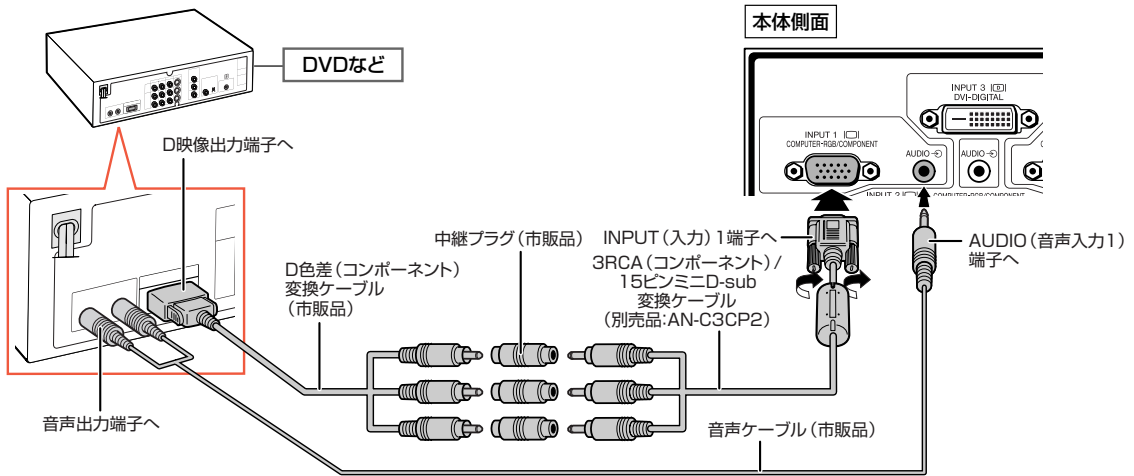 本体側面
DVDなど
INPUT 3
DVI-DIGITAL
D映像出力端子へ
INPUT 1
COMPUTER-RGB/COMPONENT
AUDIO
AUDIO
COMPUTER-RGB/COMPONENT
中継プラグ（市販品）
INPUT（入力）1端子へ
AUDIO（音声入力1）
端子へ
D色差（コンポーネント）
変換ケーブル
（市販品）
3RCA（コンポーネント）/
15ピンミニD-sub
変換ケーブル
（別売品：AN-C3CP2）
音声出力端子へ
音声ケーブル（市販品）